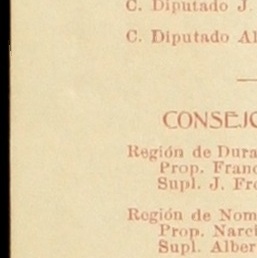 C. Diputado J.
C. Diputado Al
CONSEJO
Región de Dura
Prop. Franc
Supl. J. Fr
Región de Nom
Prop. Narci
Supl. Alber